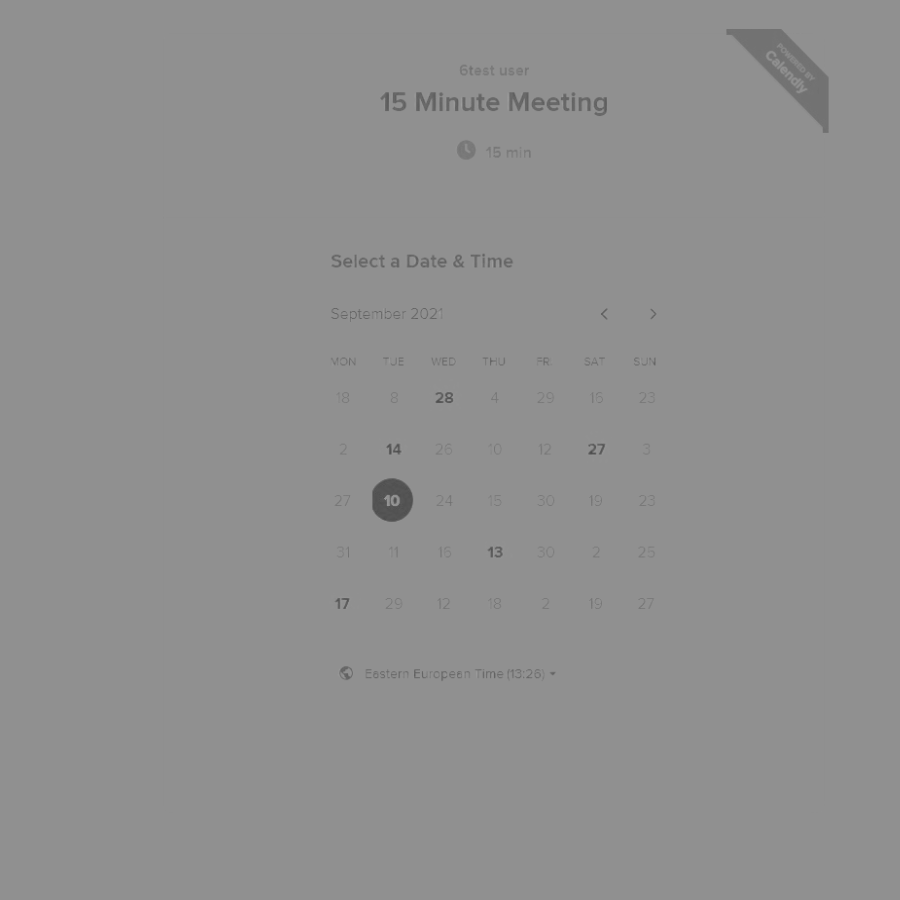 6test user
15 Minute Meeting
15 min
POWERED BY
Calendly
Select a Date & Time
September 2021
MON TUE WED THU FRI SAT SUN
18 8 28 4 29 16 23
2 14 26 10 12 27 3
27 10 24 15 30 19 23
31 11 16 13 30 2 25
17 29 12 18 2 19 27
Eastern European Time (13:26)